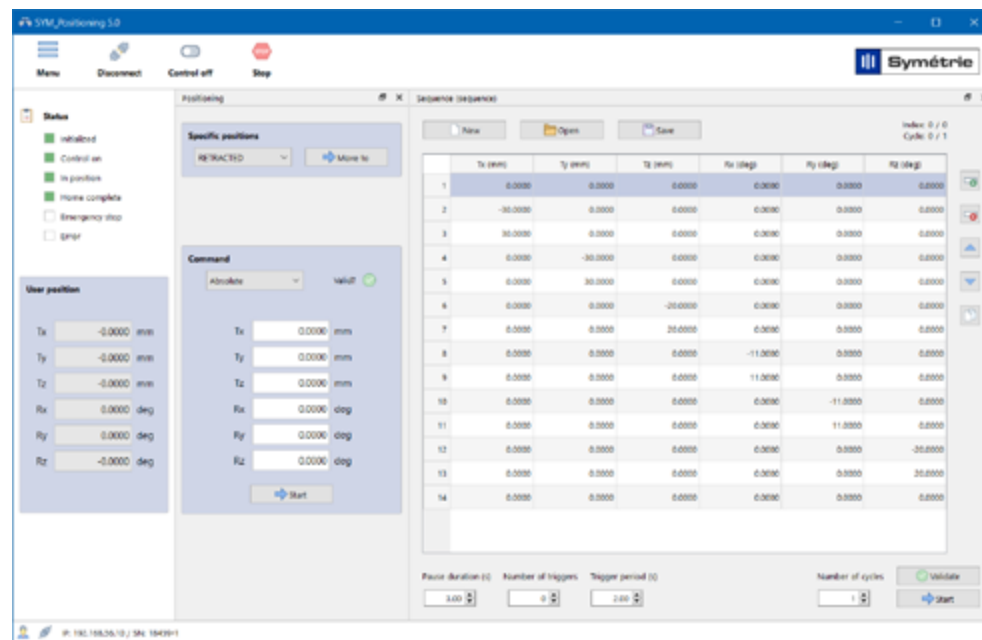 SYM_Positioning 5.0
Menu Disconnect Control off Stop
Symétrie
Positioning
Sequence (sequence)
Status
Initialized
Control on
In position
Home complete
Emergency stop
Error
Specific positions
RETRACTED Move to
New Open Save
Index: 0 / 0
Cycle: 0 / 1
Command
Absolute Valid?
User position
Tx -0.0000 mm
Ty -0.0000 mm
Tz -0.0000 mm
Rx 0.0000 deg
Ry 0.0000 deg
Rz -0.0000 deg
Tx 0.0000 mm
Ty 0.0000 mm
Tz 0.0000 mm
Rx 0.0000 deg
Ry 0.0000 deg
Rz 0.0000 deg
Start
Tx (mm) Ty (mm) Tz (mm) Rx (deg) Ry (deg) Rz (deg)
1 0.0000 0.0000 0.0000 0.0000 0.0000 0.0000
2 -30.0000 0.0000 0.0000 0.0000 0.0000 0.0000
3 30.0000 0.0000 0.0000 0.0000 0.0000 0.0000
4 0.0000 -30.0000 0.0000 0.0000 0.0000 0.0000
5 0.0000 30.0000 0.0000 0.0000 0.0000 0.0000
6 0.0000 0.0000 -20.0000 0.0000 0.0000 0.0000
7 0.0000 0.0000 20.0000 0.0000 0.0000 0.0000
8 0.0000 0.0000 0.0000 -11.0000 0.0000 0.0000
9 0.0000 0.0000 0.0000 11.0000 0.0000 0.0000
10 0.0000 0.0000 0.0000 0.0000 -11.0000 0.0000
11 0.0000 0.0000 0.0000 0.0000 11.0000 0.0000
12 0.0000 0.0000 0.0000 0.0000 0.0000 -20.0000
13 0.0000 0.0000 0.0000 0.0000 0.0000 20.0000
14 0.0000 0.0000 0.0000 0.0000 0.0000 0.0000
Pause duration (s) Number of triggers Trigger period (s) Number of cycles Validate
3.00 0 2.00 1 Start
IP: 192.168.56.10 / SN: 18439-1